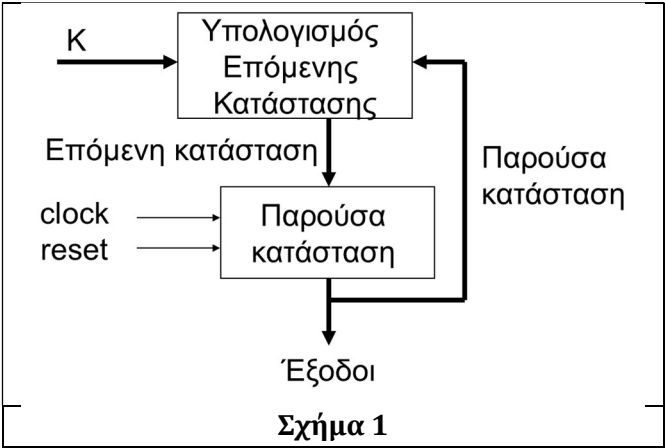 K
Υπολογισμός
Επόμενης
Κατάστασης
Επόμενη κατάσταση
Παρούσα
κατάσταση
clock
reset
Παρούσα
κατάσταση
Έξοδοι
Σχήμα 1